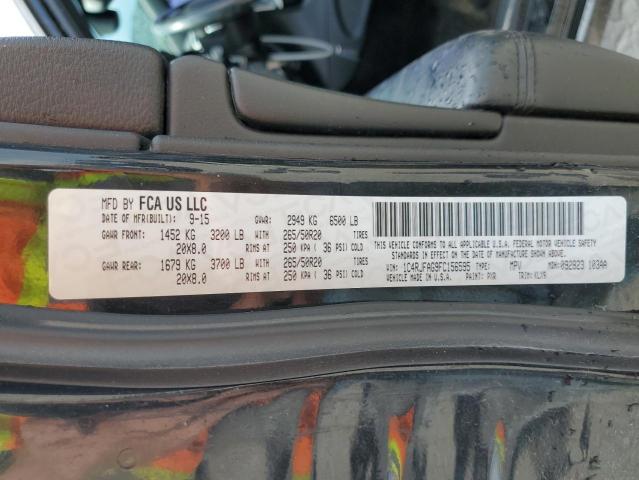 MFD BY FCA US LLC
DATE OF MFR(BUILT): 9-15 GVWR: 2949 KG 6500 LB
GAWR FRONT: 1452 KG 3200 LB WITH 265/50R20 TIRES
20X8.0 RIMS AT 250 KPA ( 36 PSI) COLD
GAWR REAR: 1679 KG 3700 LB WITH 265/50R20 TIRES
20X8.0 RIMS AT 250 KPA ( 36 PSI) COLD
THIS VEHICLE CONFORMS TO ALL APPLICABLE U.S.A. FEDERAL MOTOR VEHICLE SAFETY
STANDARDS IN EFFECT ON THE DATE OF MANUFACTURE SHOWN ABOVE.
VIN: 1C4RJFAG9FC156595 TYPE: MPV MDH: 092823 103AA
VEHICLE MADE IN U.S.A. PAINT: PXR TRIM: